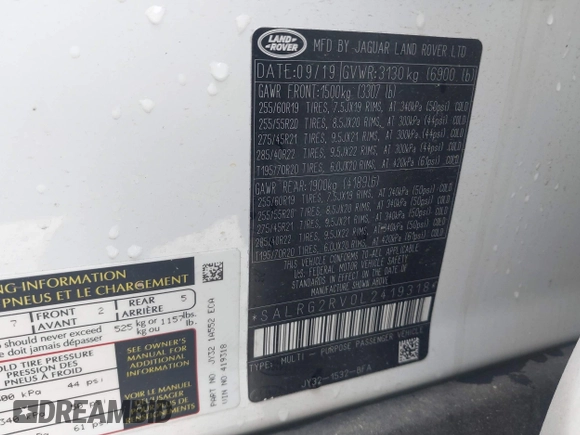 LAND ROVER
MFD BY JAGUAR LAND ROVER LTD
DATE:09/19 GVWR:3130kg (6900 lb)
GAWR FRONT:1500kg (3307 lb)
255/60R19 TIRES, 7.5JX19 RIMS, AT 340kPa (50psi) COLD
255/55R20 TIRES, 8.5JX20 RIMS, AT 300kPa (44psi) COLD
275/45R21 TIRES, 9.5JX21 RIMS, AT 300kPa (44psi) COLD
285/40R22 TIRES, 9.5JX22 RIMS, AT 300kPa (44psi) COLD
T195/70R20 TIRES, 6.0JX20 RIMS, AT 420kPa (61psi) COLD
GAWR REAR:1900kg (4189lb)
255/60R19 TIRES, 7.5JX19 RIMS, AT 340kPa (50psi) COLD
255/55R20 TIRES, 8.5JX20 RIMS, AT 340kPa (50psi) COLD
275/45R21 TIRES, 9.5JX21 RIMS, AT 340kPa (50psi) COLD
285/40R22 TIRES, 9.5JX22 RIMS, AT 340kPa (50psi) COLD
T195/70R20 TIRES, 6.0JX20 RIMS, AT 420kPa (61psi) COLD
THIS VEHICLE CONFORMS TO ALL APPLICABLE
U.S. FEDERAL MOTOR VEHICLE SAFETY STANDARDS
IN EFFECT ON THE DATE OF MANUFACTURE
SHOWN ABOVE.
*SALRG2RV0L2419318*
TYPE: MULTI - PURPOSE PASSENGER VEHICLE
JY32-1532-BFA
NG-INFORMATION
PNEUS ET LE CHARGEMENT
7 FRONT AVANT 2 REAR ARRIÈRE 5
should never exceed
525 kg or 1157 lbs.
e doit jamais dépasser
kg ou lb.
OLD TIRE PRESSURE
PNEUS À FROID
00 kPa 44 psi
340
61 psi
SEE OWNER'S MANUAL FOR ADDITIONAL INFORMATION
VOIR LE MANUEL
PART NO JY32 1A552 ECA
VIN NO 419318
DREAMBID